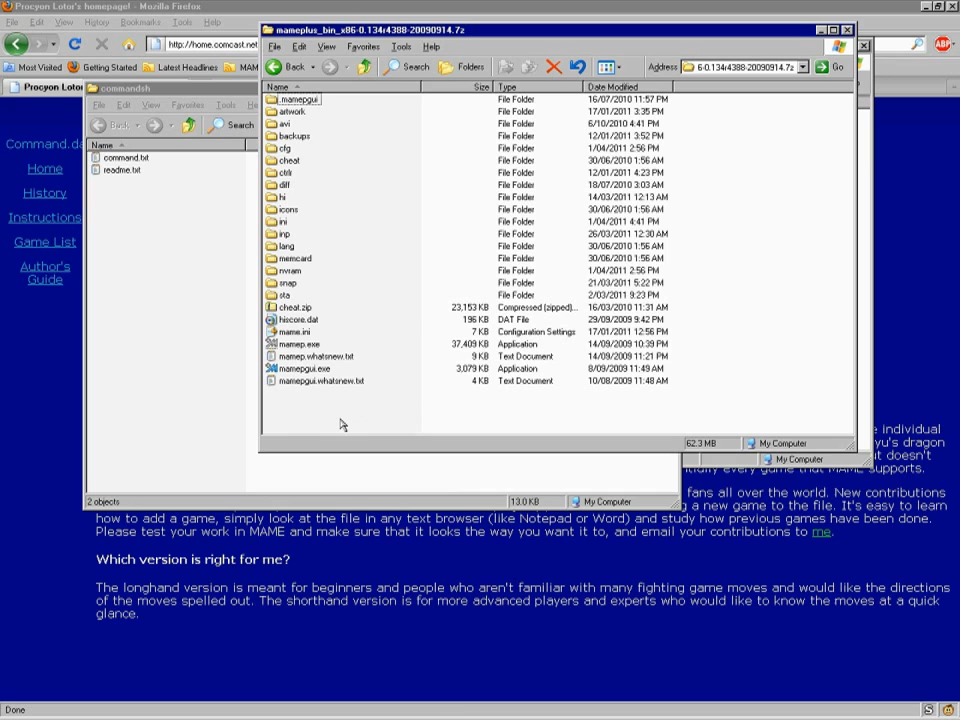 Procyon Lotor's homepage! - Mozilla Firefox
File Edit View History Bookmarks Tools Help
http://home.comcast.net
ABP
Most Visited Getting Started Latest Headlines MAM
Procyon Loto
Command.da
Home
History
Instructions
Game List
Author's
Guide
commandsh
File Edit View Favorites Tools He
Back Search
Name
command.txt
readme.txt
2 objects 13.0 KB My Computer
mameplus_bin_x86-0.134r4388-20090914.7z
File Edit View Favorites Tools Help
Back Search Folders Address 6-0.134r4388-20090914.7z Go
Name Size Type Date Modified
.mamepgui File Folder 16/07/2010 11:57 PM
artwork File Folder 17/01/2011 3:35 PM
avi File Folder 6/10/2010 4:41 PM
backups File Folder 12/01/2011 3:52 PM
cfg File Folder 1/04/2011 2:56 PM
cheat File Folder 30/06/2010 1:56 AM
ctrlr File Folder 12/01/2011 4:23 PM
diff File Folder 18/07/2010 3:03 AM
hi File Folder 14/03/2011 12:13 AM
icons File Folder 30/06/2010 1:56 AM
ini File Folder 1/04/2011 4:41 PM
inp File Folder 26/03/2011 12:30 AM
lang File Folder 30/06/2010 1:56 AM
memcard File Folder 30/06/2010 1:56 AM
nvram File Folder 1/04/2011 2:56 PM
snap File Folder 21/03/2011 5:22 PM
sta File Folder 2/03/2011 9:23 PM
cheat.zip 23,153 KB Compressed (zipped)... 16/03/2010 11:31 AM
hiscore.dat 196 KB DAT File 29/09/2009 9:42 PM
mame.ini 7 KB Configuration Settings 17/01/2011 12:56 PM
mamep.exe 37,409 KB Application 14/09/2009 10:39 PM
mamep.whatsnew.txt 9 KB Text Document 14/09/2009 11:21 PM
mamepgui.exe 3,079 KB Application 8/09/2009 11:49 AM
mamepgui.whatsnew.txt 4 KB Text Document 10/08/2009 11:48 AM
62.3 MB My Computer
My Computer
e individual
yu's dragon
ut doesn't
every game that MAME supports.
fans all over the world. New contributions
g a new game to the file. It's easy to learn
how to add a game, simply look at the file in any text browser (like Notepad or Word) and study how previous games have been done.
Please test your work in MAME and make sure that it looks the way you want it to, and email your contributions to me.
Which version is right for me?
The longhand version is meant for beginners and people who aren't familiar with many fighting game moves and would like the directions
of the moves spelled out. The shorthand version is for more advanced players and experts who would like to know the moves at a quick
glance.
Done